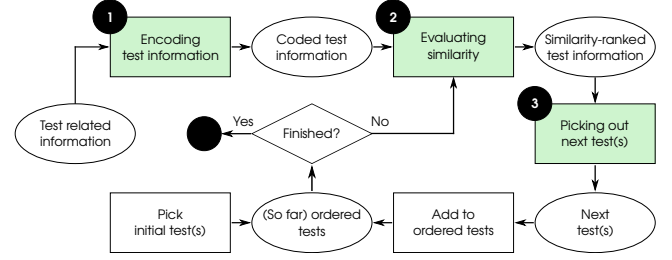 1
Encoding
test information
Coded test
information
2
Evaluating
similarity
Similarity-ranked
test information
Test related
information
Yes
Finished?
No
3
Picking out
next test(s)
Pick
initial test(s)
(So far) ordered
tests
Add to
ordered tests
Next
test(s)